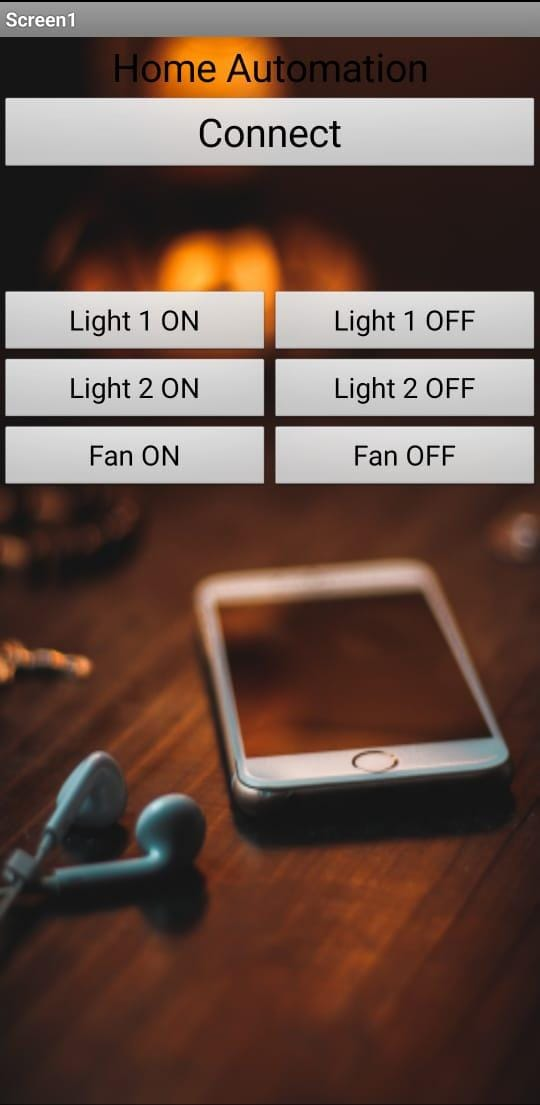 Screen1
Home Automation
Connect
Light 1 ON Light 1 OFF
Light 2 ON Light 2 OFF
Fan ON Fan OFF